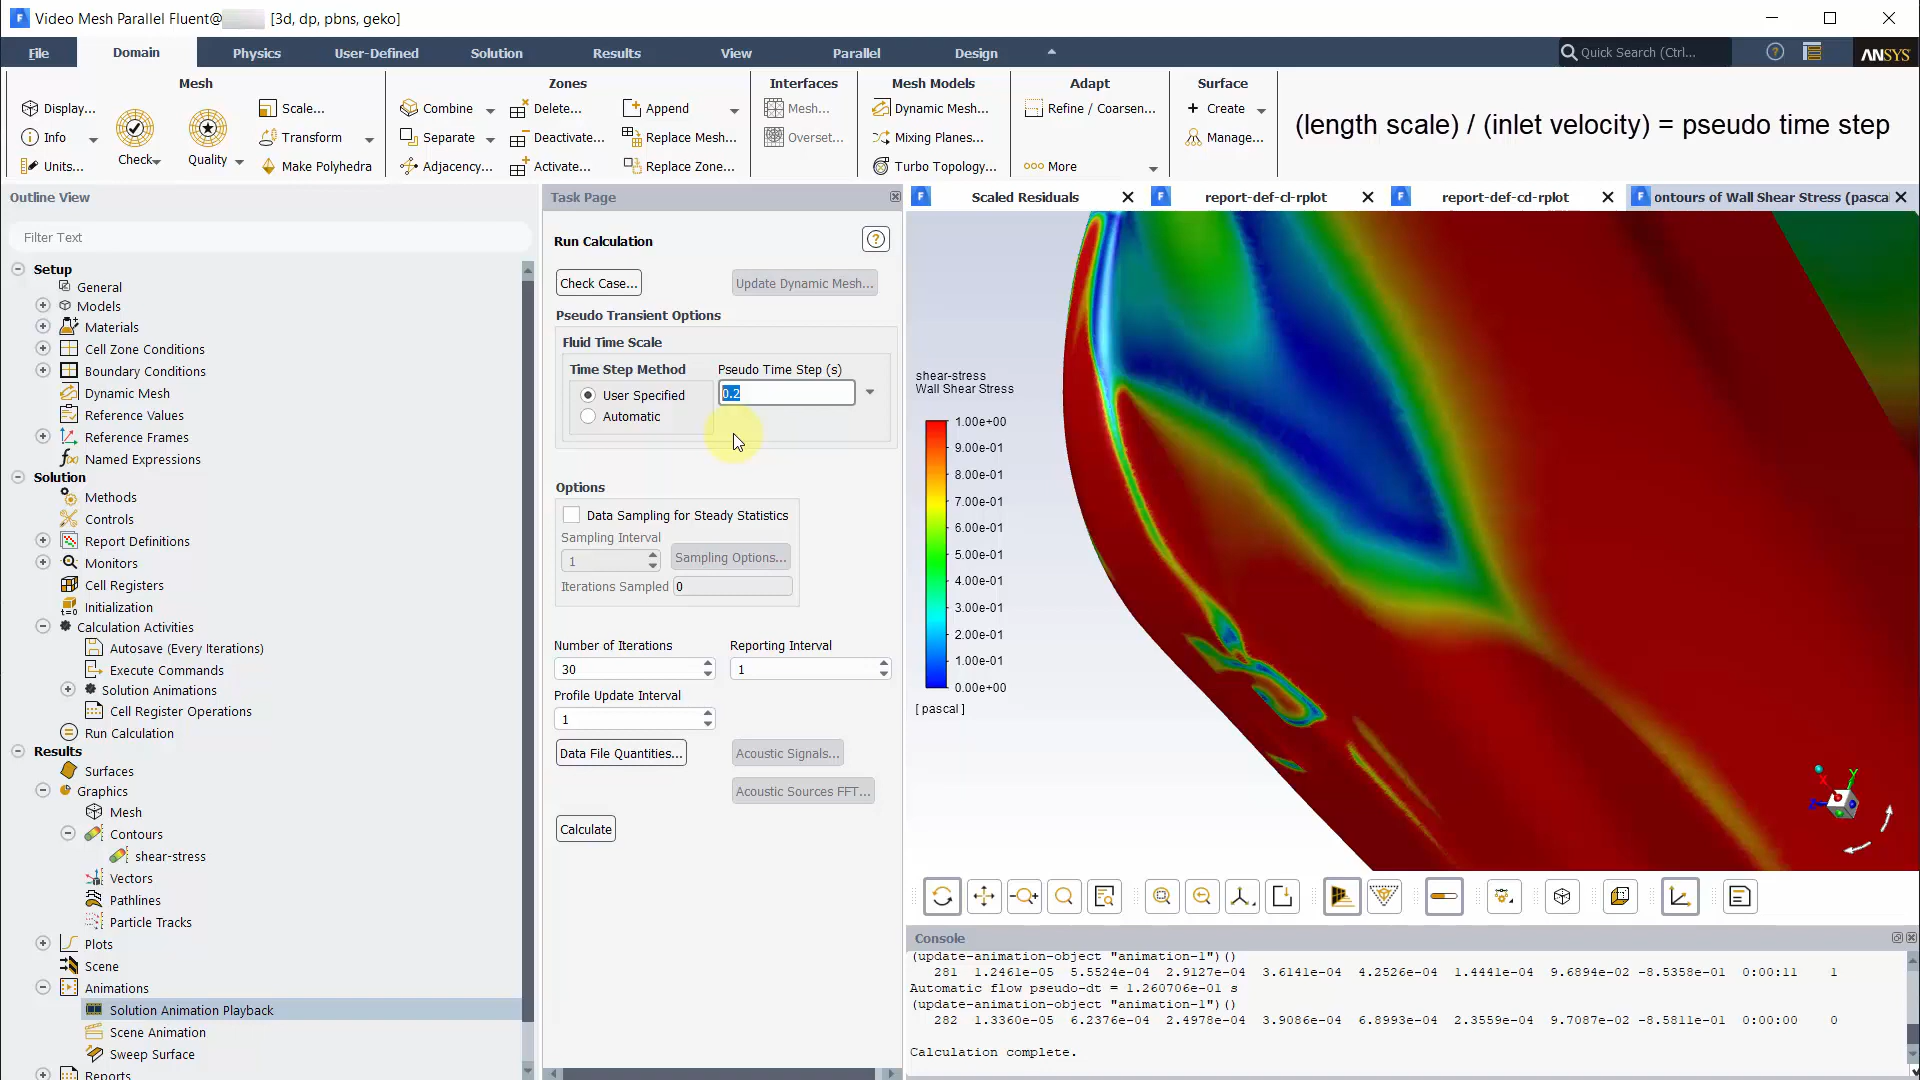 Video Mesh Parallel Fluent@ [3d, dp, pbns, geko]
File Domain Physics User-Defined Solution Results View Parallel Design Quick Search (Ctrl... ANSYS
Mesh Zones Interfaces Mesh Models Adapt Surface
Display... Scale... Combine Delete... Append Mesh... Dynamic Mesh... Refine / Coarsen... Create
Info Transform Separate Deactivate... Replace Mesh... Overset... Mixing Planes... Manage...
Check Quality
Units... Make Polyhedra Adjacency... Activate... Replace Zone... Turbo Topology... More
(length scale) / (inlet velocity) = pseudo time step
Outline View
Filter Text
Setup
General
Models
Materials
Cell Zone Conditions
Boundary Conditions
Dynamic Mesh
Reference Values
Reference Frames
Named Expressions
Solution
Methods
Controls
Report Definitions
Monitors
Cell Registers
t=0 Initialization
Calculation Activities
Autosave (Every Iterations)
Execute Commands
Solution Animations
Cell Register Operations
Run Calculation
Results
Surfaces
Graphics
Mesh
Contours
shear-stress
Vectors
Pathlines
Particle Tracks
Plots
Scene
Animations
Solution Animation Playback
Scene Animation
Sweep Surface
Reports
Task Page
Run Calculation
Check Case... Update Dynamic Mesh...
Pseudo Transient Options
Fluid Time Scale
Time Step Method Pseudo Time Step (s)
User Specified 0.2
Automatic
Options
Data Sampling for Steady Statistics
Sampling Interval
1 Sampling Options...
Iterations Sampled 0
Number of Iterations Reporting Interval
30 1
Profile Update Interval
1
Data File Quantities... Acoustic Signals...
Acoustic Sources FFT...
Calculate
Scaled Residuals report-def-cl-rplot report-def-cd-rplot ontours of Wall Shear Stress (pasca
shear-stress
Wall Shear Stress
1.00e+00
9.00e-01
8.00e-01
7.00e-01
6.00e-01
5.00e-01
4.00e-01
3.00e-01
2.00e-01
1.00e-01
0.00e+00
[ pascal ]
X Y Z
Console
(update-animation-object "animation-1")()
281 1.2461e-05 5.5524e-04 2.9127e-04 3.6141e-04 4.2526e-04 1.4441e-04 9.6894e-02 -8.5358e-01 0:00:11 1
Automatic flow pseudo-dt = 1.260706e-01 s
(update-animation-object "animation-1")()
282 1.3360e-05 6.2376e-04 2.4978e-04 3.9086e-04 6.8993e-04 2.3559e-04 9.7087e-02 -8.5811e-01 0:00:00 0
Calculation complete.